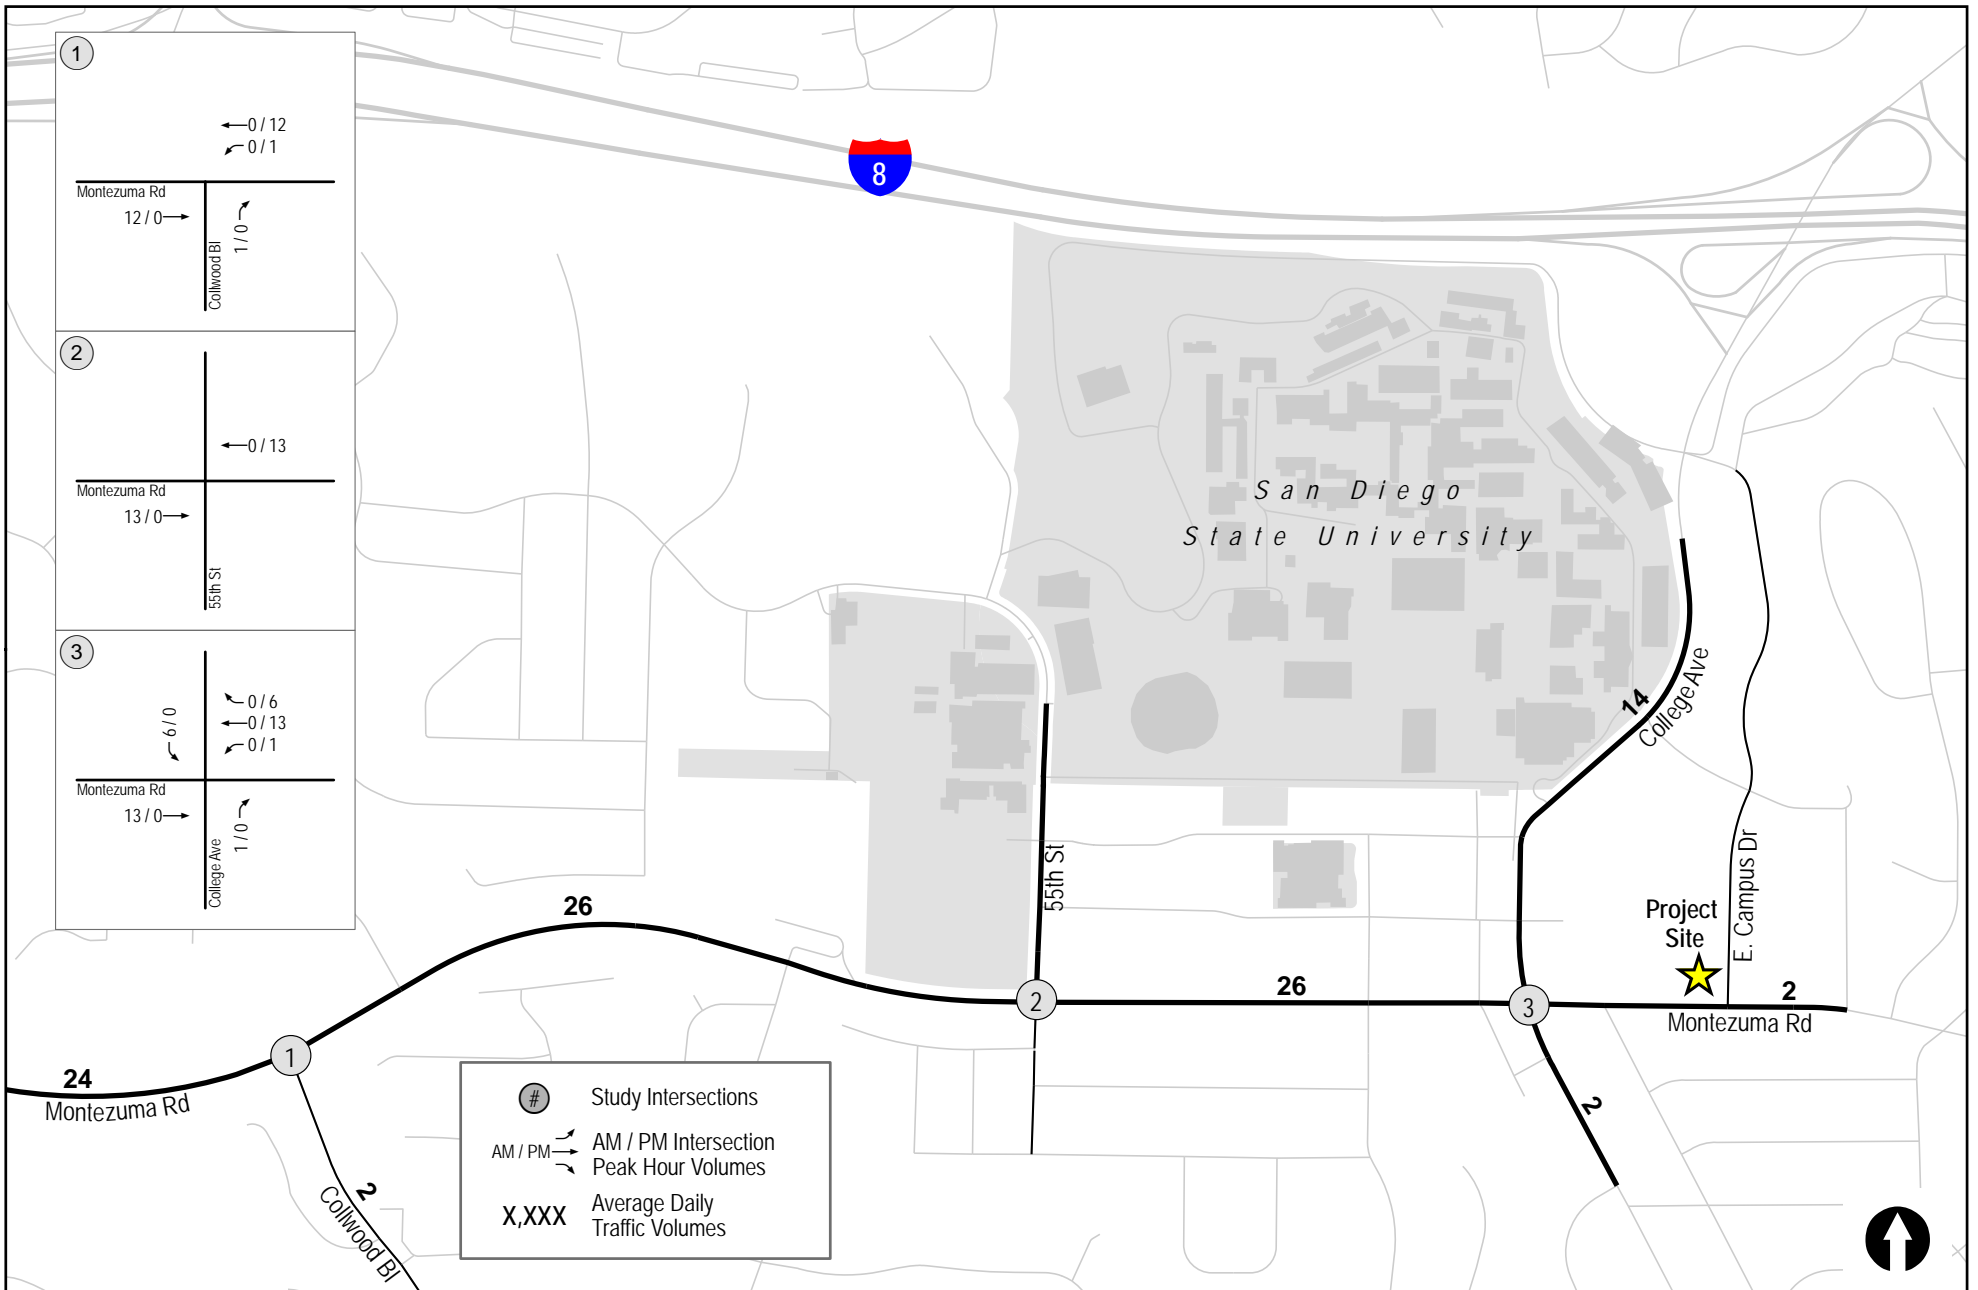 1
0 / 12
0 / 1
Montezuma Rd
12 / 0
1 / 0
Collwood Bl
2
0 / 13
Montezuma Rd
13 / 0
55th St
3
6 / 0
0 / 6
0 / 13
0 / 1
Montezuma Rd
13 / 0
1 / 0
College Ave
8
San Diego
State University
14
College Ave
55th St
E. Campus Dr
Project
Site
26
26
2
Montezuma Rd
1
2
3
24
Montezuma Rd
2
Collwood Bl
2
# Study Intersections
AM / PM AM / PM Intersection
Peak Hour Volumes
X,XXX Average Daily
Traffic Volumes